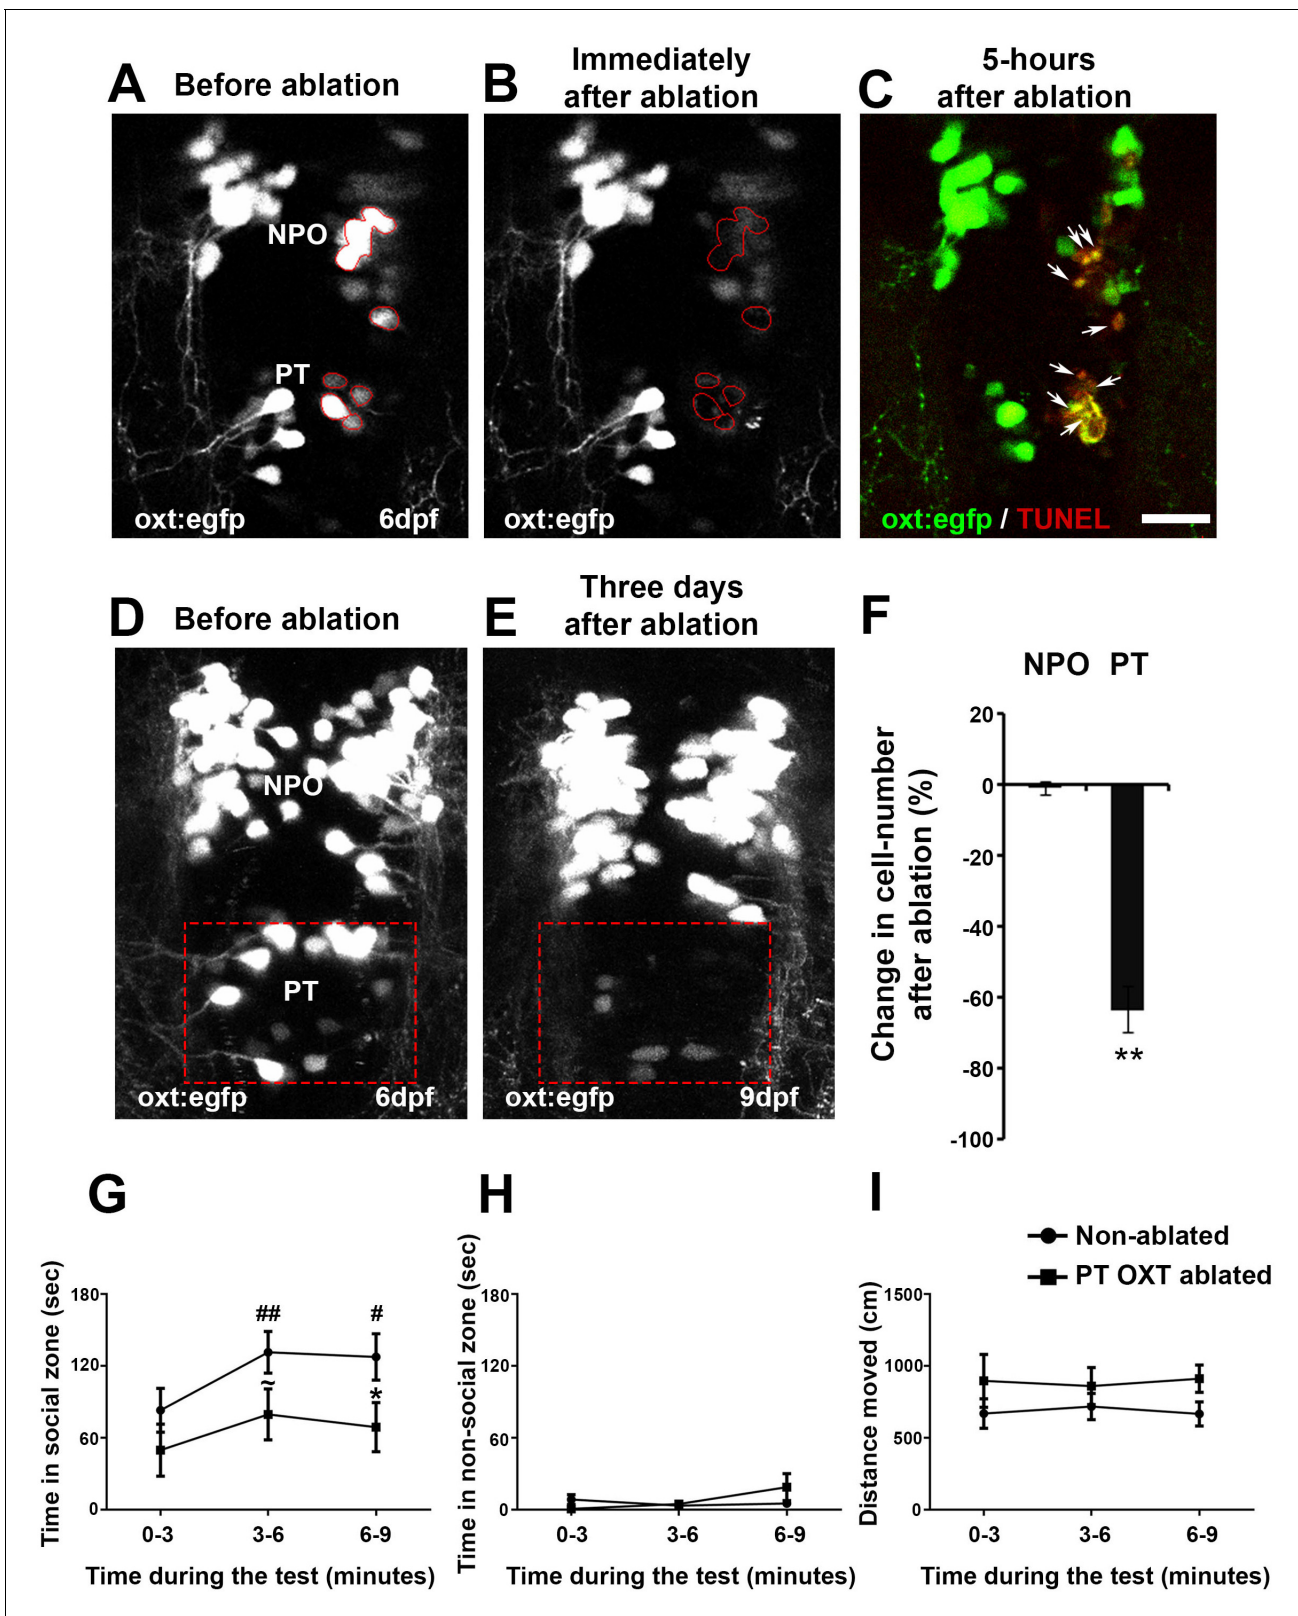 A Before ablation
B Immediately
after ablation
C 5-hours
after ablation
NPO
PT
oxt:egfp 6dpf
oxt:egfp
oxt:egfp / TUNEL
D Before ablation
E Three days
after ablation
F
NPO
PT
oxt:egfp 6dpf
oxt:egfp 9dpf
NPO PT
Change in cell-number
after ablation (%)
20
0
-20
-40
-60
-80
-100
**
G
Time in social zone (sec)
180
120
60
0
##
#
~
*
0-3 3-6 6-9
Time during the test (minutes)
H
Time in non-social zone (sec)
180
120
60
0
0-3 3-6 6-9
Time during the test (minutes)
I
Non-ablated
PT OXT ablated
Distance moved (cm)
1500
1000
500
0
0-3 3-6 6-9
Time during the test (minutes)